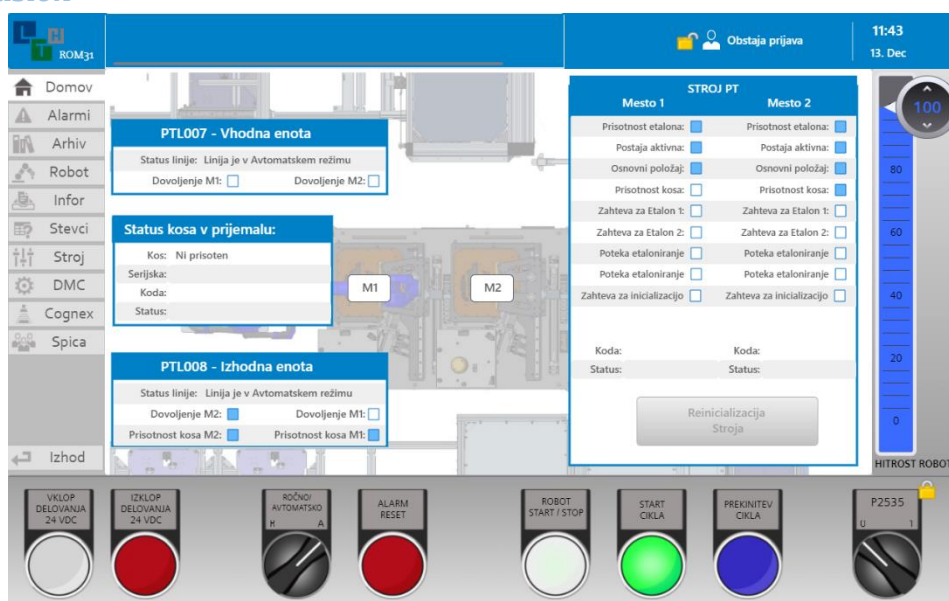 LTH
ROM31
Obstaja prijava
11:43
13. Dec
Domov
Alarmi
Arhiv
Robot
Infor
Stevci
Stroj
DMC
Cognex
Spica
Izhod
PTL007 - Vhodna enota
Status linije: Linija je v Avtomatskem režimu
Dovoljenje M1: Dovoljenje M2:
Status kosa v prijemalu:
Kos: Ni prisoten
Serijska:
Koda:
Status:
M1
M2
PTL008 - Izhodna enota
Status linije: Linija je v Avtomatskem režimu
Dovoljenje M2: Dovoljenje M1:
Prisotnost kosa M2: Prisotnost kosa M1:
STROJ PT
Mesto 1 Mesto 2
Prisotnost etalona: Prisotnost etalona:
Postaja aktivna: Postaja aktivna:
Osnovni položaj: Osnovni položaj:
Prisotnost kosa: Prisotnost kosa:
Zahteva za Etalon 1: Zahteva za Etalon 1:
Zahteva za Etalon 2: Zahteva za Etalon 2:
Poteka etaloniranje Poteka etaloniranje
Poteka etaloniranje Poteka etaloniranje
Zahteva za inicializacijo Zahteva za inicializacijo
Koda: Koda:
Status: Status:
Reinicializacija
Stroja
100
80
60
40
20
0
HITROST ROBOT
VKLOP
DELOVANJA
24 VDC
IZKLOP
DELOVANJA
24 VDC
ROČNO/
AVTOMATSKO
R A
ALARM
RESET
ROBOT
START / STOP
START
CIKLA
PREKINITEV
CIKLA
P2535
U 1